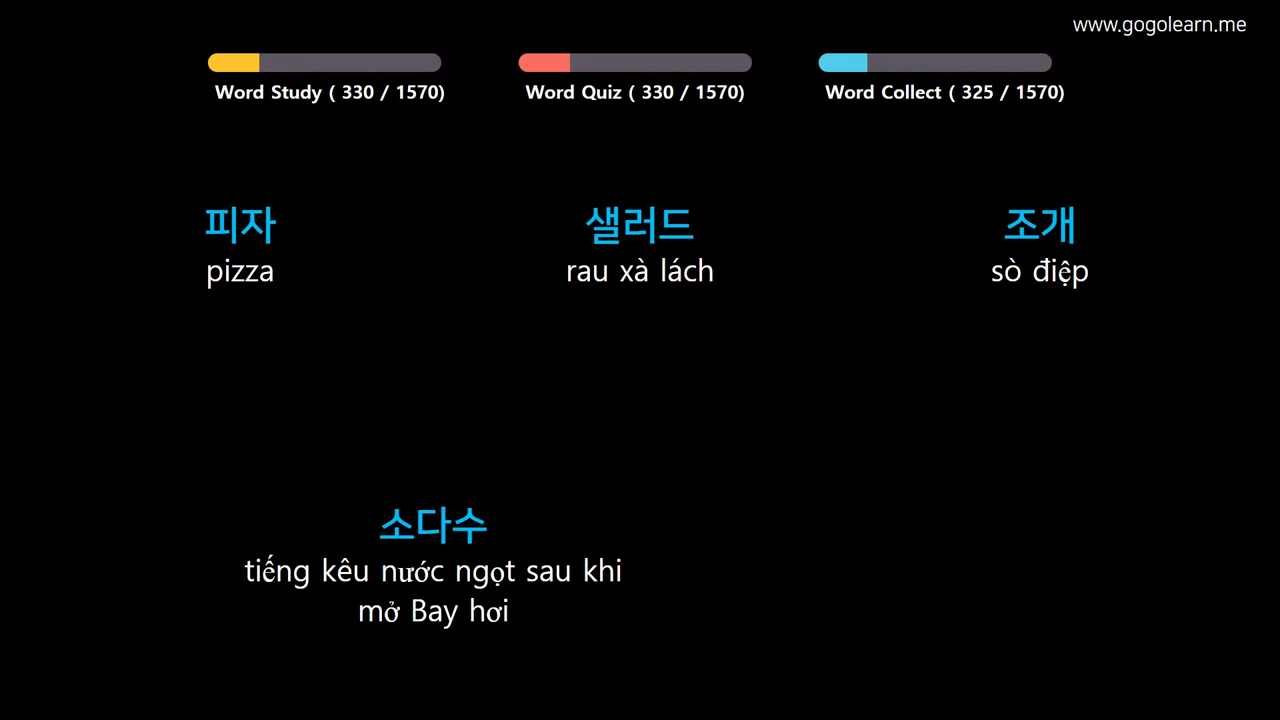 www.gogolearn.me
Word Study ( 330 / 1570)
Word Quiz ( 330 / 1570)
Word Collect ( 325 / 1570)
피자
pizza
샐러드
rau xà lách
조개
sò điệp
소다수
tiếng kêu nước ngọt sau khi
mở Bay hơi